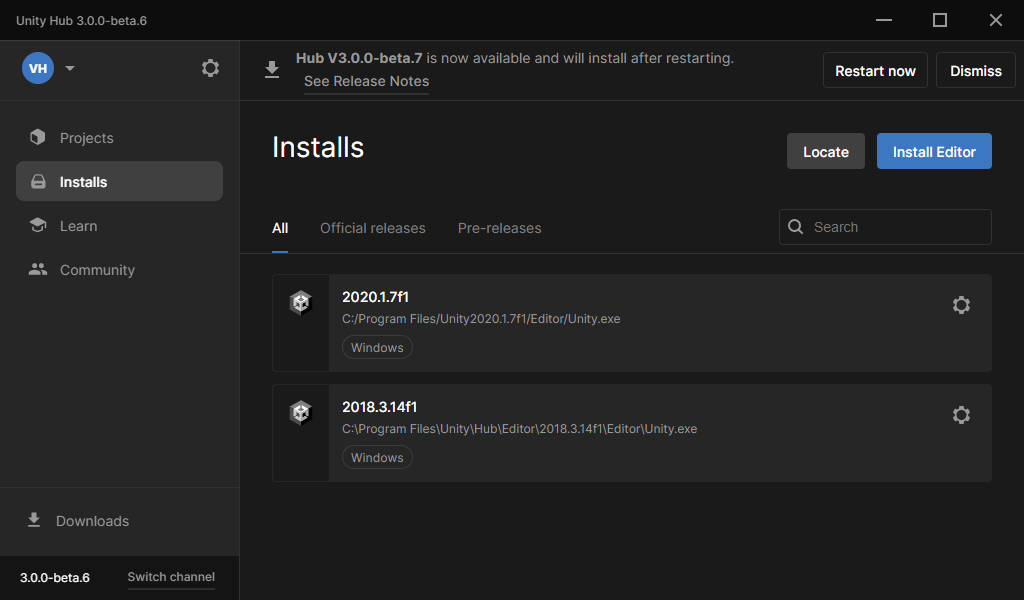 Unity Hub 3.0.0-beta.6
VH
Hub V3.0.0-beta.7 is now available and will install after restarting.
See Release Notes
Restart now
Dismiss
Projects
Installs
Learn
Community
Downloads
3.0.0-beta.6
Switch channel
Installs
Locate
Install Editor
All
Official releases
Pre-releases
Search
2020.1.7f1
C:/Program Files/Unity2020.1.7f1/Editor/Unity.exe
Windows
2018.3.14f1
C:\Program Files\Unity\Hub\Editor\2018.3.14f1\Editor\Unity.exe
Windows